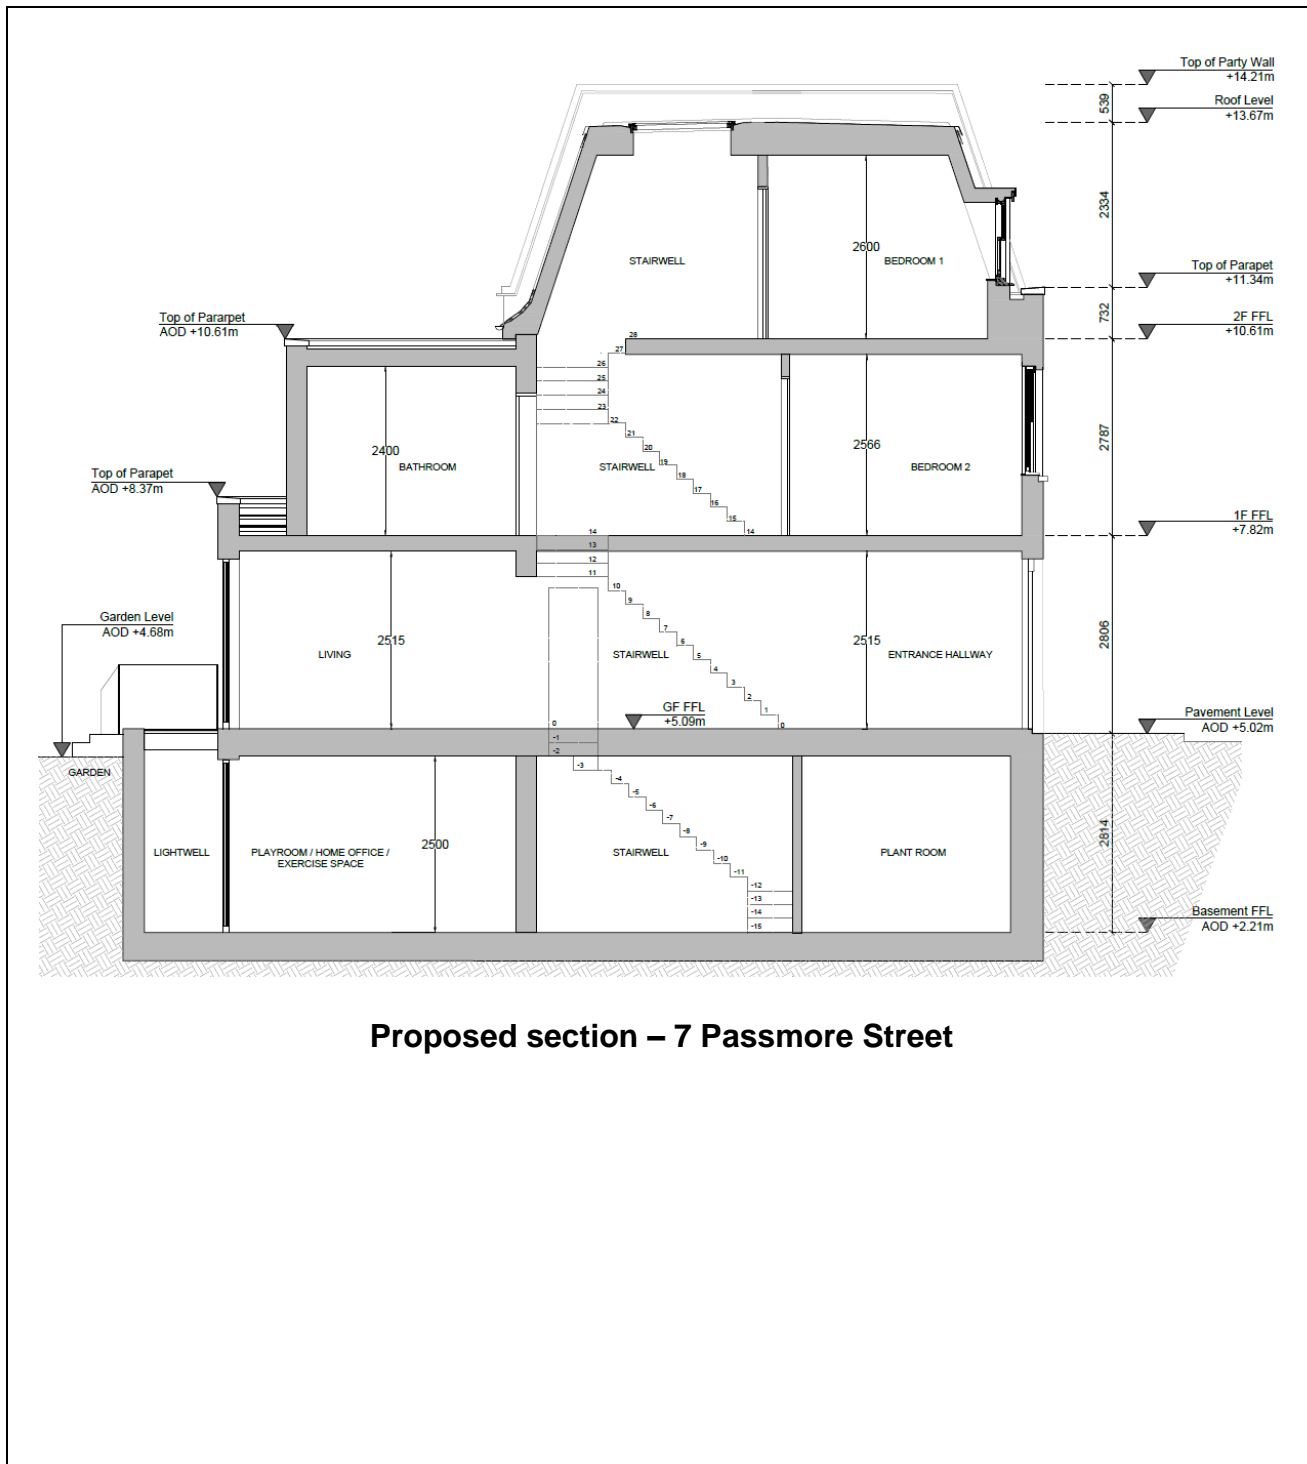 Top of Party Wall
+14.21m
539
Roof Level
+13.67m
2334
2600
STAIRWELL
BEDROOM 1
Top of Parapet
+11.34m
732
Top of Pararpet
AOD +10.61m
2F FFL
+10.61m
28
27
26
25
24
23
22
21
20
19
18
17
16
15
14
2400
BATHROOM
STAIRWELL
2566
BEDROOM 2
2787
Top of Parapet
AOD +8.37m
1F FFL
+7.82m
14
13
12
11
10
9
8
7
6
5
4
3
2
1
0
Garden Level
AOD +4.68m
2515
LIVING
STAIRWELL
2515
ENTRANCE HALLWAY
2806
GF FFL
+5.09m
Pavement Level
AOD +5.02m
0
-1
-2
-3
-4
-5
-6
-7
-8
-9
-10
-11
-12
-13
-14
-15
GARDEN
LIGHTWELL
PLAYROOM / HOME OFFICE /
EXERCISE SPACE
2500
STAIRWELL
PLANT ROOM
2814
Basement FFL
AOD +2.21m
Proposed section – 7 Passmore Street